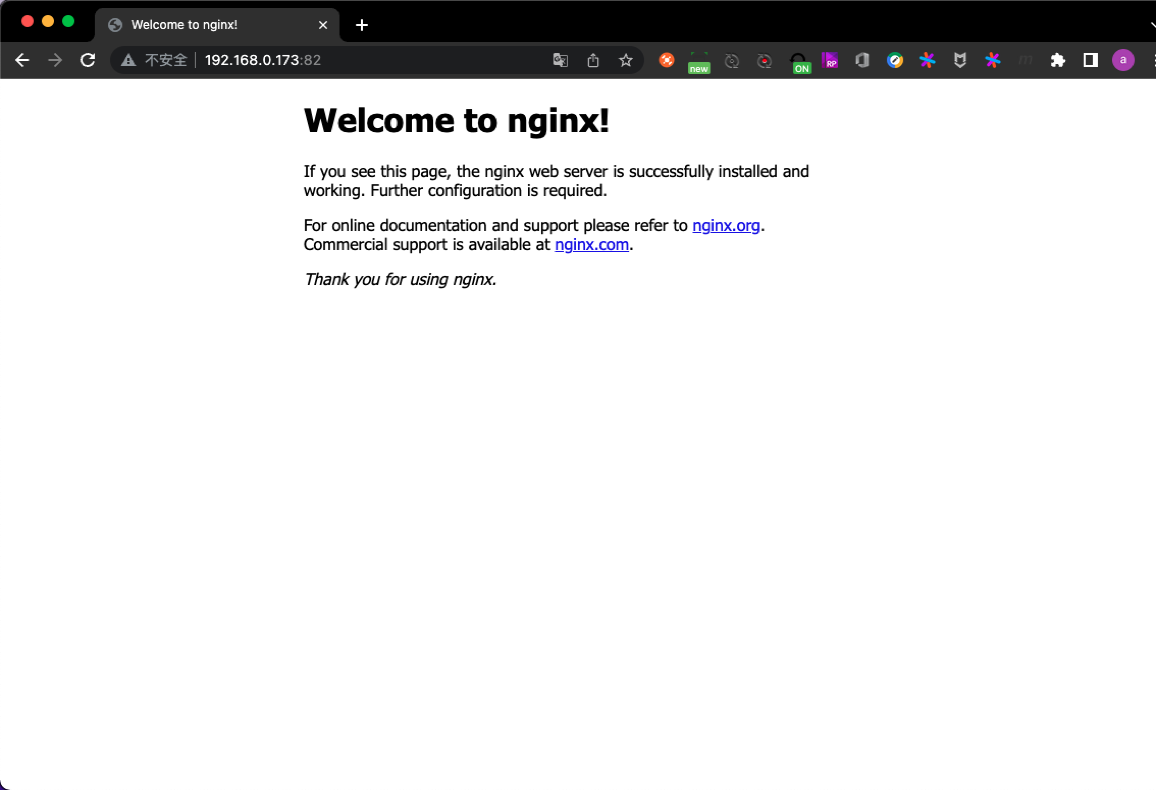 Welcome to nginx!
不安全 192.168.0.173:82
new
ON
RP
m
a
Welcome to nginx!
If you see this page, the nginx web server is successfully installed and
working. Further configuration is required.
For online documentation and support please refer to nginx.org.
Commercial support is available at nginx.com.
Thank you for using nginx.